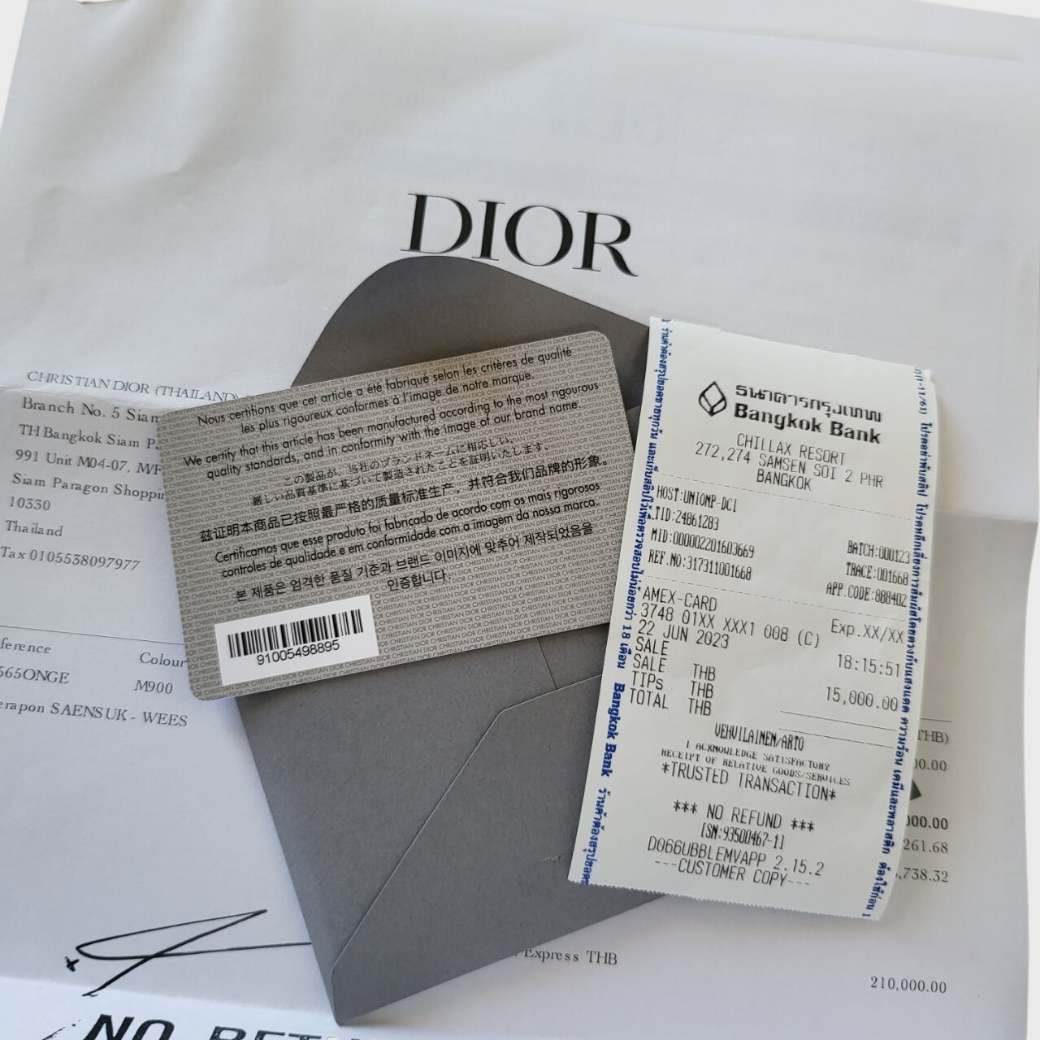 DIOR
CHRISTIAN DIOR (THAILAND)
Branch No. 5 Siam
TH Bangkok Siam P
991 Unit M04-07, M/F
Siam Paragon Shoppin
10330
Thailand
Tax 0105538097977
ference Colour
565ONGE M900
erapon SAENSUK - WEES
Nous certifions que cet article a été fabriqué selon les critères de qualité
les plus rigoureux conformes à l'image de notre marque.
We certify that this article has been manufactured according to the most rigorous
quality standards, and in conformity with the image of our brand name.
この製品が、当社のブランドネームに相応しい、
厳しい品質基準に基づいて製造されたことを証明いたします。
兹证明本商品已按照最严格的质量标准生产，并符合我们品牌的形象。
Certificamos que esse produto foi fabricado de acordo com os mais rigorosos
controles de qualidade e em conformidade com a imagem da nossa marca.
본 제품은 엄격한 품질 기준과 브랜드 이미지에 맞추어 제작되었음을
인증합니다.
91005498895
ธนาคารกรุงเทพ
Bangkok Bank
CHILLAX RESORT
272,274 SAMSEN SOI 2 PHR
BANGKOK
HOST:UNIONP-DCI
TID:24861283
MID:000002201603669 BATCH:000123
REF.NO:317311001668 TRACE:001668
APP.CODE:888402
AMEX-CARD
3748 01XX XXX1 008 (C) Exp.XX/XX
22 JUN 2023 18:15:51
SALE
SALE THB 15,000.00
TIPs THB
TOTAL THB
VEHVILAINEN/ARTO
I ACKNOWLEDGE SATISFACTORY
RECEIPT OF RELATIVE GOODS/SERVICES
*TRUSTED TRANSACTION*
*** NO REFUND ***
ISN:93500467-11
D066UBBLEMVAPP 2.15.2
---CUSTOMER COPY---
Bangkok Bank
THB)
00.00
000.00
261.68
,738.32
Express THB
210,000.00
NO RETU